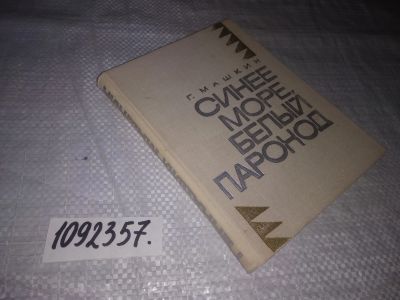 Г. МАШКИН
СИНЕЕ
МОРЕ,
БЕЛЫЙ
ПАРОХОД
1092357.